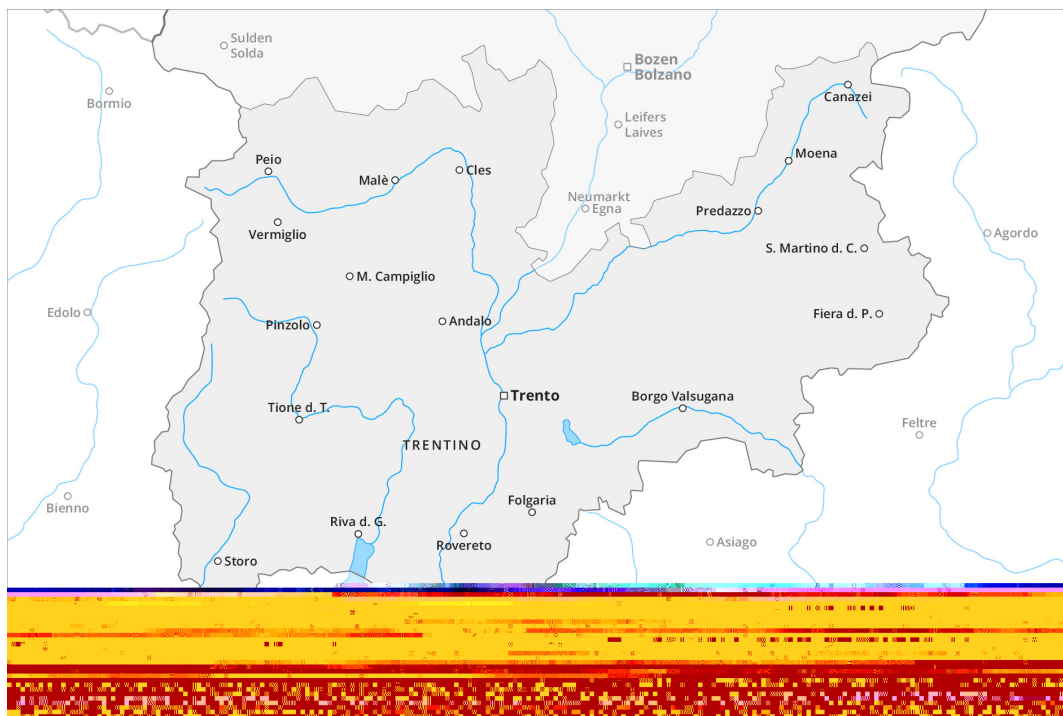 Sulden
Solda
Bozen
Bolzano
Bormio
Canazei
Leifers
Laives
Moena
Peio
Malè
Cles
Neumarkt
Egna
Predazzo
Vermiglio
Agordo
S. Martino d. C.
M. Campiglio
Edolo
Pinzolo
Andalo
Fiera d. P.
Trento
Borgo Valsugana
Tione d. T.
Feltre
TRENTINO
Bienno
Folgaria
Riva d. G.
Rovereto
Asiago
Storo